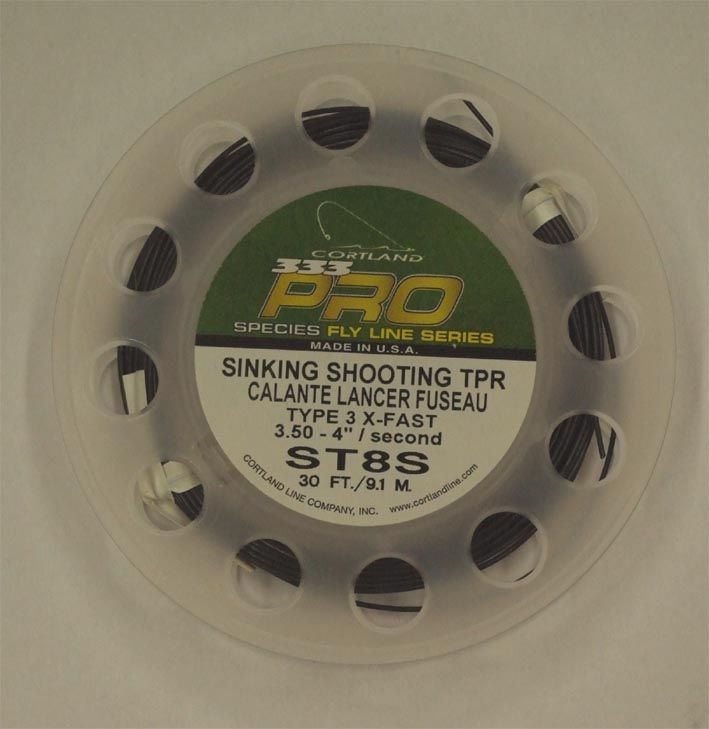 CORTLAND
333
PRO
SPECIES FLY LINE SERIES
MADE IN U.S.A.
SINKING SHOOTING TPR
CALANTE LANCER FUSEAU
TYPE 3 X-FAST
3.50 - 4" / second
ST8S
30 FT./9.1 M.
CORTLAND LINE COMPANY, INC. www.cortlandline.com